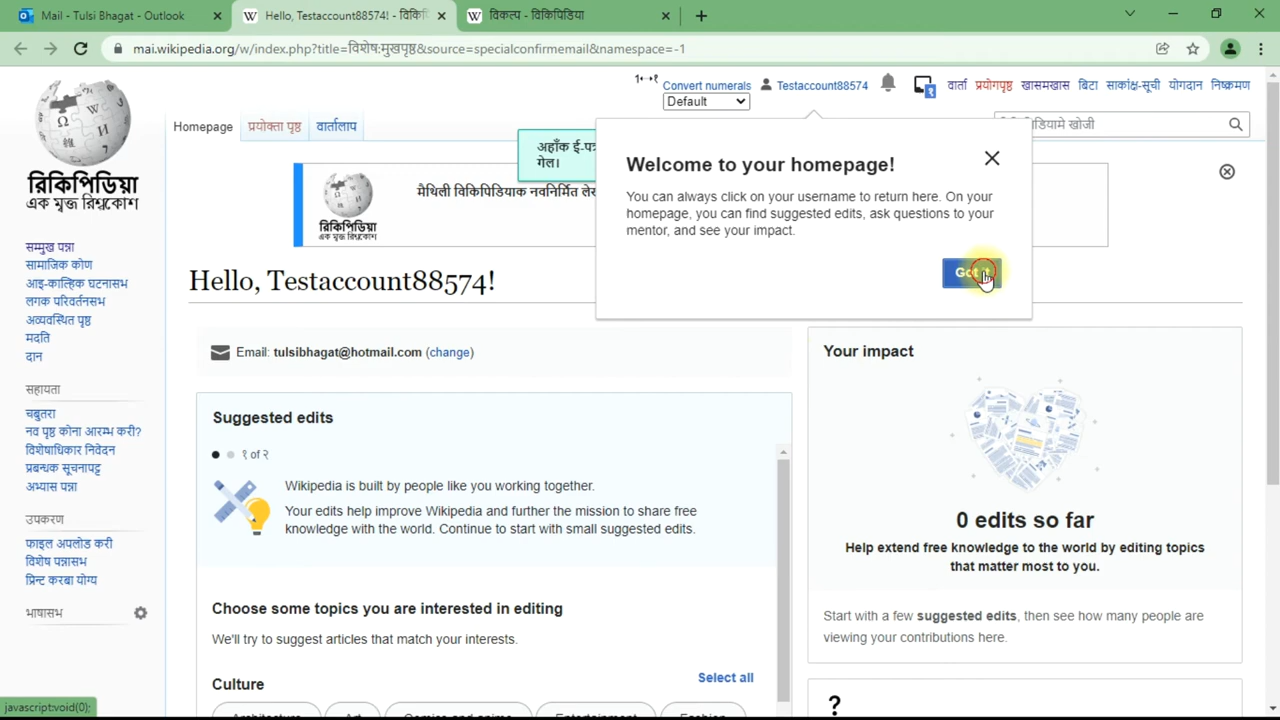 Mail - Tulsi Bhagat - Outlook
Hello, Testaccount88574! - विकि
विकल्प - विकिपिडिया
mai.wikipedia.org/w/index.php?title=विशेष:मुखपृष्ठ&source=specialconfirmemail&namespace=-1
Convert numerals
Default
Testaccount88574
वार्ता
प्रयोगपृष्ठ
खासमखास
बिटा
साकांक्ष-सूची
योगदान
निष्क्रमण
Homepage
प्रयोक्ता पृष्ठ
वार्तालाप
डियामे खोजी
अहाँक ई-पत्र
गेल।
मैथिली विकिपिडियाक नवनिर्मित लेस
Welcome to your homepage!
You can always click on your username to return here. On your
homepage, you can find suggested edits, ask questions to your
mentor, and see your impact.
सम्मुख पन्ना
सामाजिक कोण
आइ-काल्हिक घटनासभ
लगक परिवर्तनसभ
अव्यवस्थित पृष्ठ
मदति
दान
सहायता
चबुतरा
नव पृष्ठ कोना आरम्भ करी?
विशेषाधिकार निवेदन
प्रबन्धक सूचनापट्ट
अभ्यास पन्ना
उपकरण
फाइल अपलोड करी
विशेष पन्नासभ
प्रिन्ट करबा योग्य
भाषासभ
Hello, Testaccount88574!
Email: tulsibhagat@hotmail.com (change)
Suggested edits
१ of २
Wikipedia is built by people like you working together.
Your edits help improve Wikipedia and further the mission to share free
knowledge with the world. Continue to start with small suggested edits.
Choose some topics you are interested in editing
We'll try to suggest articles that match your interests.
Culture
Select all
Your impact
0 edits so far
Help extend free knowledge to the world by editing topics
that matter most to you.
Start with a few suggested edits, then see how many people are
viewing your contributions here.
?
javascript:void(0);